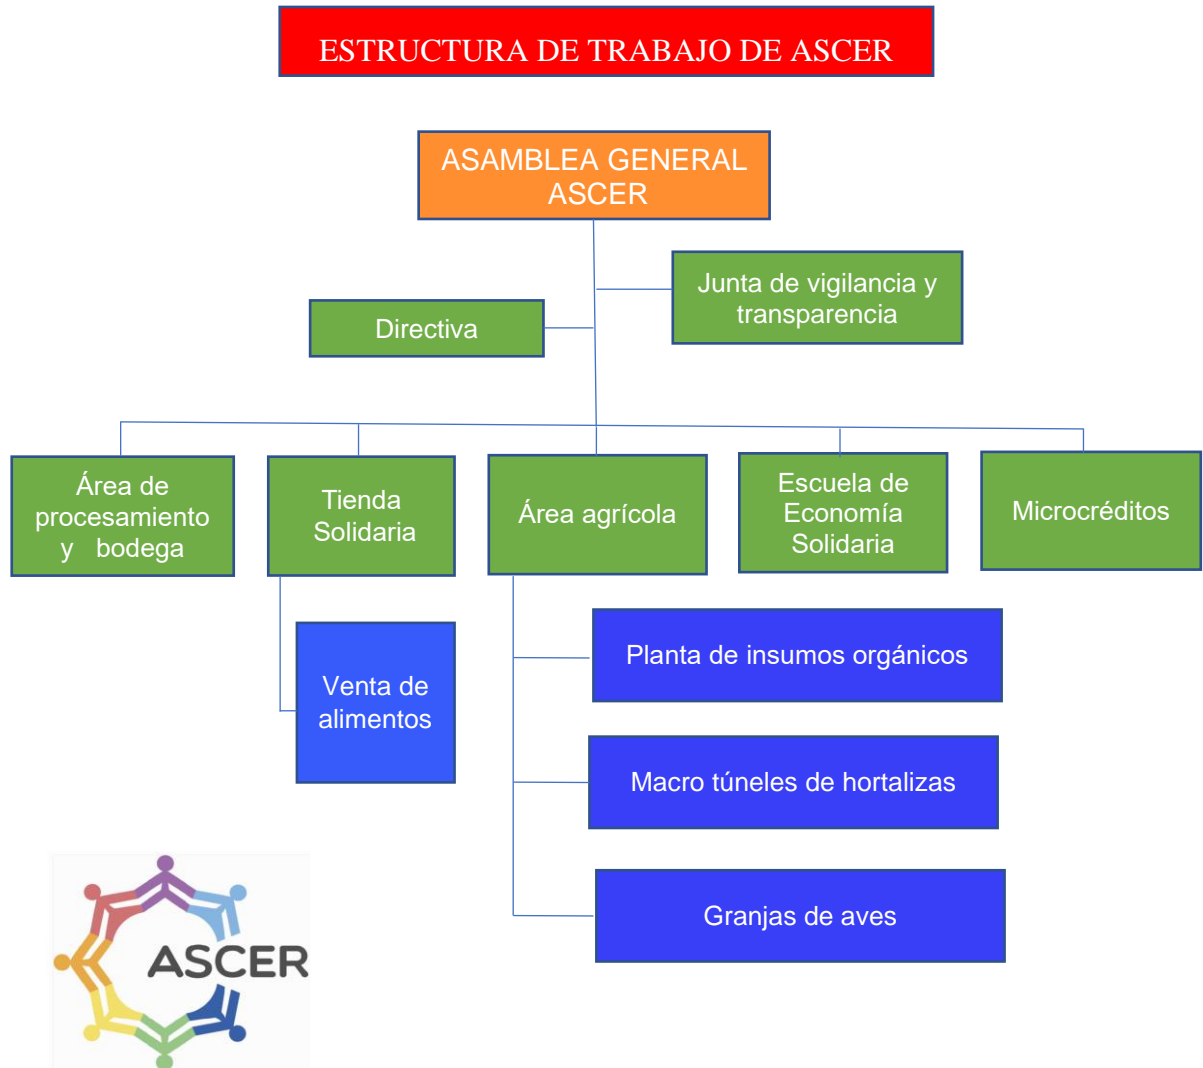 ESTRUCTURA DE TRABAJO DE ASCER
ASAMBLEA GENERAL
ASCER
Junta de vigilancia y
transparencia
Directiva
Área de
procesamiento
y bodega
Tienda
Solidaria
Área agrícola
Escuela de
Economía
Solidaria
Microcréditos
Venta de
alimentos
Planta de insumos orgánicos
Macro túneles de hortalizas
Granjas de aves
ASCER